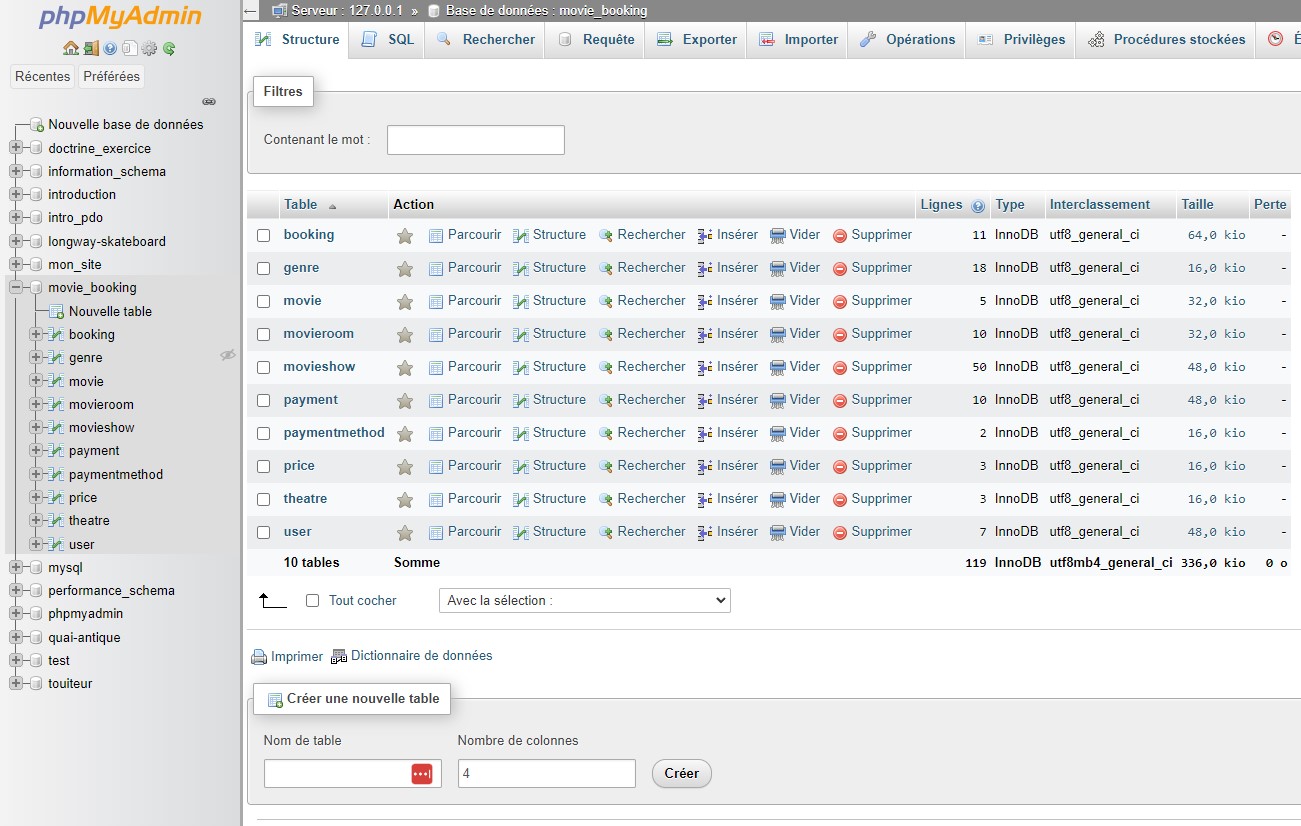 phpMyAdmin
Récentes Préférées
Nouvelle base de données
doctrine_exercice
information_schema
introduction
intro_pdo
longway-skateboard
mon_site
movie_booking
Nouvelle table
booking
genre
movie
movieroom
movieshow
payment
paymentmethod
price
theatre
user
mysql
performance_schema
phpmyadmin
quai-antique
test
touiteur
Serveur : 127.0.0.1 » Base de données : movie_booking
Structure SQL Rechercher Requête Exporter Importer Opérations Privilèges Procédures stockées É
Filtres
Contenant le mot :
Table Action Lignes Type Interclassement Taille Perte
booking Parcourir Structure Rechercher Insérer Vider Supprimer 11 InnoDB utf8_general_ci 64,0 kio -
genre Parcourir Structure Rechercher Insérer Vider Supprimer 18 InnoDB utf8_general_ci 16,0 kio -
movie Parcourir Structure Rechercher Insérer Vider Supprimer 5 InnoDB utf8_general_ci 32,0 kio -
movieroom Parcourir Structure Rechercher Insérer Vider Supprimer 10 InnoDB utf8_general_ci 32,0 kio -
movieshow Parcourir Structure Rechercher Insérer Vider Supprimer 50 InnoDB utf8_general_ci 48,0 kio -
payment Parcourir Structure Rechercher Insérer Vider Supprimer 10 InnoDB utf8_general_ci 48,0 kio -
paymentmethod Parcourir Structure Rechercher Insérer Vider Supprimer 2 InnoDB utf8_general_ci 16,0 kio -
price Parcourir Structure Rechercher Insérer Vider Supprimer 3 InnoDB utf8_general_ci 16,0 kio -
theatre Parcourir Structure Rechercher Insérer Vider Supprimer 3 InnoDB utf8_general_ci 16,0 kio -
user Parcourir Structure Rechercher Insérer Vider Supprimer 7 InnoDB utf8_general_ci 48,0 kio -
10 tables Somme 119 InnoDB utf8mb4_general_ci 336,0 kio 0 o
Tout cocher Avec la sélection :
Imprimer Dictionnaire de données
Créer une nouvelle table
Nom de table Nombre de colonnes
4 Créer